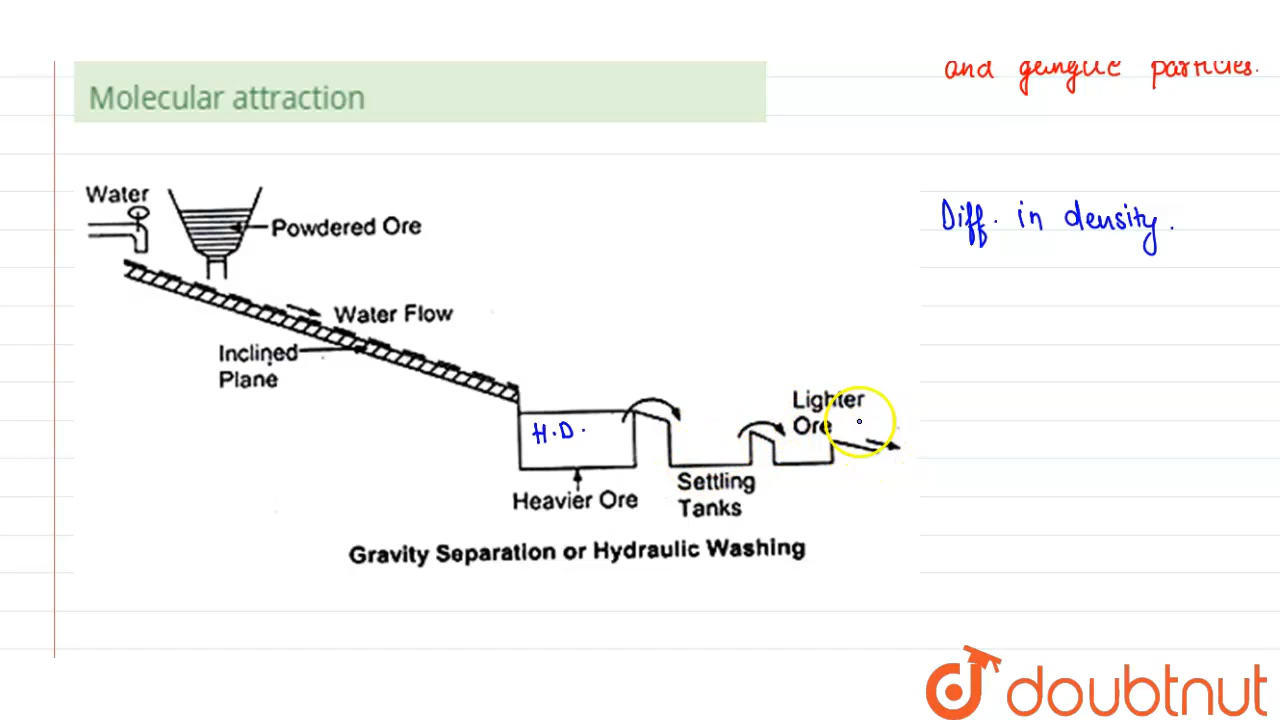 and gangue particles.
Molecular attraction
Water
Powdered Ore
Diff. in density.
Water Flow
Inclined
Plane
Lighter
Ore
H.D.
Heavier Ore
Settling
Tanks
Gravity Separation or Hydraulic Washing
doubtnut